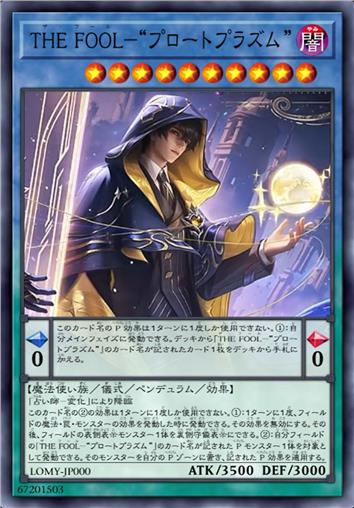 THE FOOL－“プロートプラズム”
闇
このカード名のＰ効果は1ターンに1度しか使用できない。①：自
分メインフェイズに発動できる。デッキから「THE FOOL－“プロー
トプラズム”」のカード名が記されたカード1枚をデッキから手札に
加える。
0
0
【魔法使い族／儀式／ペンデュラム／効果】
「占い師－変化」により降臨
このカード名の②の効果は1ターンに1度しか使用できない。①：1ターンに1度、フィール
ドの魔法・罠・モンスターの効果が発動した時に発動できる。その効果を無効にする。その
後、フィールドの表側表示モンスター1体を裏側守備表示にできる。②：自分フィールド
の「THE FOOL－“プロートプラズム”」のカード名が記されたＰモンスター1体を対象と
して発動できる。そのモンスターを自分のＰゾーンに置き、記されたＰ効果を適用する。
LOMY-JP000
ATK/3500
DEF/3000
67201503